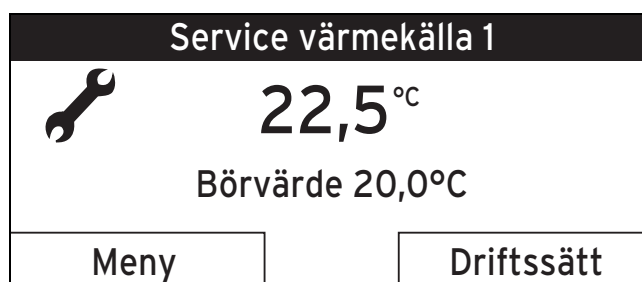 Service värmekälla 1
22,5°C
Börvärde 20,0°C
Meny Driftssätt